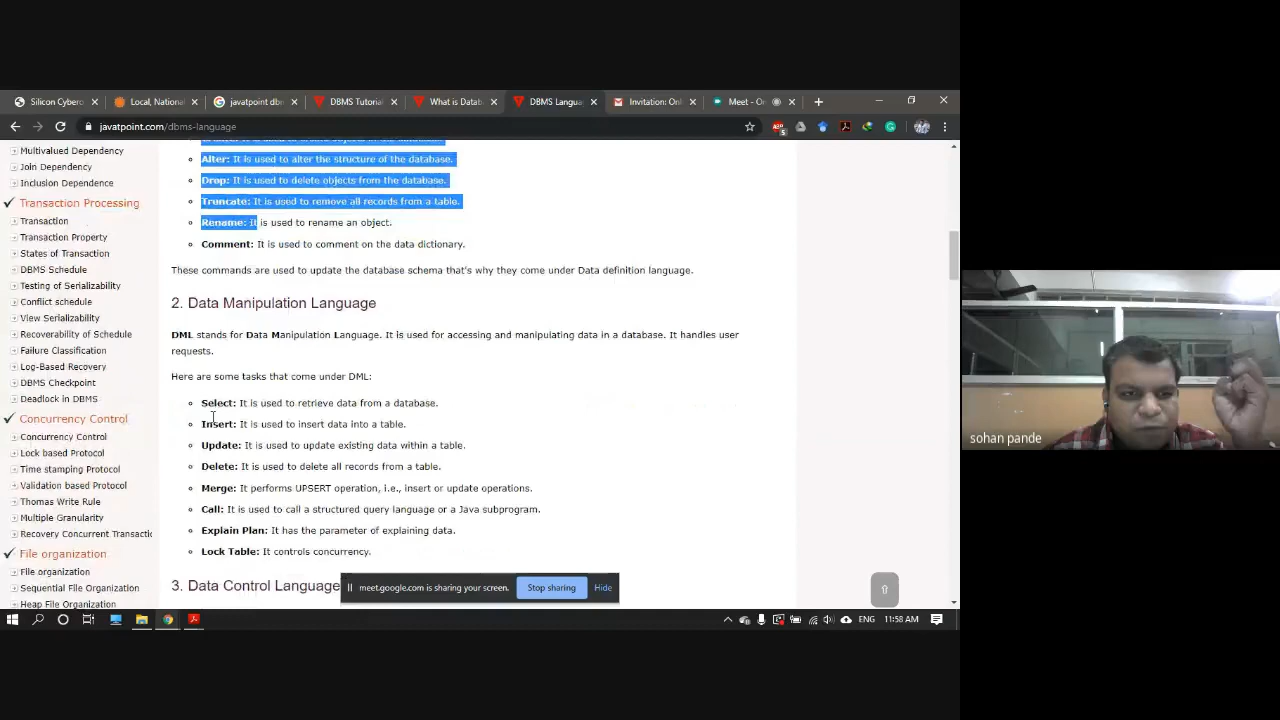 Silicon Cybero
Local, National
javatpoint dbm
DBMS Tutorial
What is Datab
DBMS Langua
Invitation: Onl
Meet - On
javatpoint.com/dbms-language
Multivalued Dependency
Join Dependency
Inclusion Dependence
Transaction Processing
Transaction
Transaction Property
States of Transaction
DBMS Schedule
Testing of Serializability
Conflict schedule
View Serializability
Recoverability of Schedule
Failure Classification
Log-Based Recovery
DBMS Checkpoint
Deadlock in DBMS
Concurrency Control
Concurrency Control
Lock based Protocol
Time stamping Protocol
Validation based Protocol
Thomas Write Rule
Multiple Granularity
Recovery Concurrent Transactic
File organization
File organization
Sequential File Organization
Heap File Organization
Alter: It is used to alter the structure of the database.
Drop: It is used to delete objects from the database.
Truncate: It is used to remove all records from a table.
Rename: It is used to rename an object.
Comment: It is used to comment on the data dictionary.
These commands are used to update the database schema that's why they come under Data definition language.
2. Data Manipulation Language
DML stands for Data Manipulation Language. It is used for accessing and manipulating data in a database. It handles user
requests.
Here are some tasks that come under DML:
Select: It is used to retrieve data from a database.
Insert: It is used to insert data into a table.
Update: It is used to update existing data within a table.
Delete: It is used to delete all records from a table.
Merge: It performs UPSERT operation, i.e., insert or update operations.
Call: It is used to call a structured query language or a Java subprogram.
Explain Plan: It has the parameter of explaining data.
Lock Table: It controls concurrency.
3. Data Control Language
meet.google.com is sharing your screen.
Stop sharing
Hide
sohan pande
ENG
11:58 AM